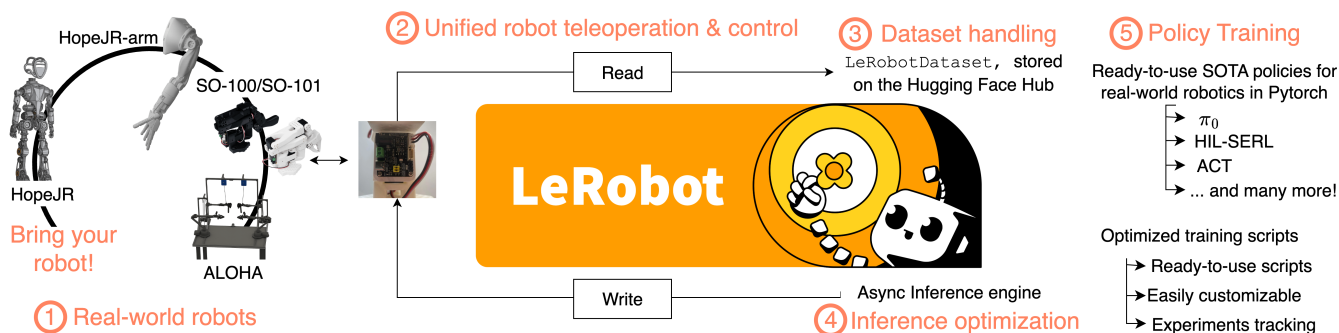 HopeJR-arm
SO-100/SO-101
HopeJR
Bring your
robot!
ALOHA
1 Real-world robots
2 Unified robot teleoperation & control
Read
LeRobot
Write
3 Dataset handling
LeRobotDataset, stored
on the Hugging Face Hub
Async Inference engine
4 Inference optimization
5 Policy Training
Ready-to-use SOTA policies for
real-world robotics in Pytorch
π₀
HIL-SERL
ACT
... and many more!
Optimized training scripts
Ready-to-use scripts
Easily customizable
Experiments tracking